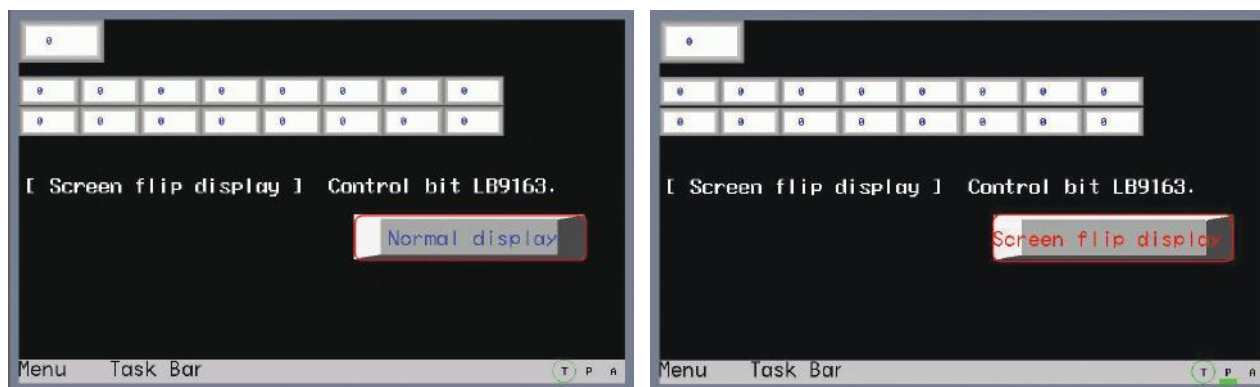 0
0 0 0 0 0 0 0 0
0 0 0 0 0 0 0 0
[ Screen flip display ] Control bit LB9163.
Normal display
Menu Task Bar T P A
0
0 0 0 0 0 0 0 0
0 0 0 0 0 0 0 0
[ Screen flip display ] Control bit LB9163.
Screen flip display
Menu Task Bar T P A